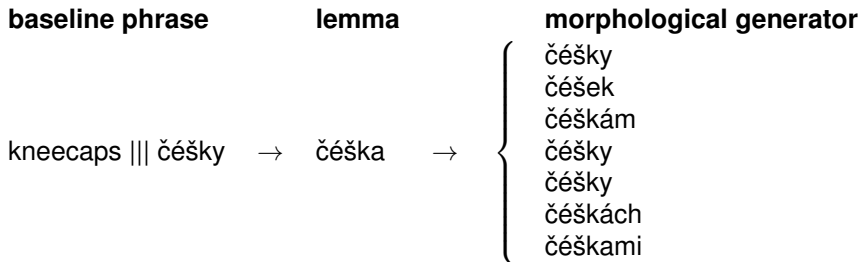 baseline phrase lemma morphological generator
čéšky
čéšek
čéškám
kneecaps ||| čéšky → čéška → čéšky
čéšky
čéškách
čéškami